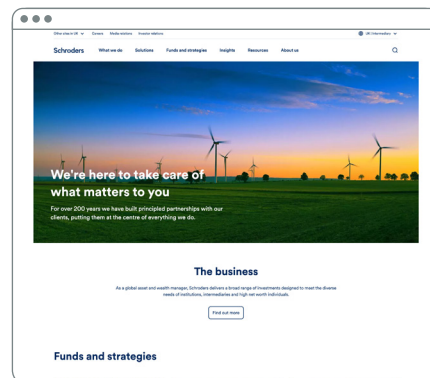 Other sites in UK Careers Media relations Investor relations UK | Intermediary
Schroders What we do Solutions Funds and strategies Insights Resources About us
We're here to take care of
what matters to you
For over 200 years we have built principled partnerships with our
clients, putting them at the centre of everything we do.
The business
As a global asset and wealth manager, Schroders delivers a broad range of investments designed to meet the diverse
needs of institutions, intermediaries and high net worth individuals.
Find out more
Funds and strategies